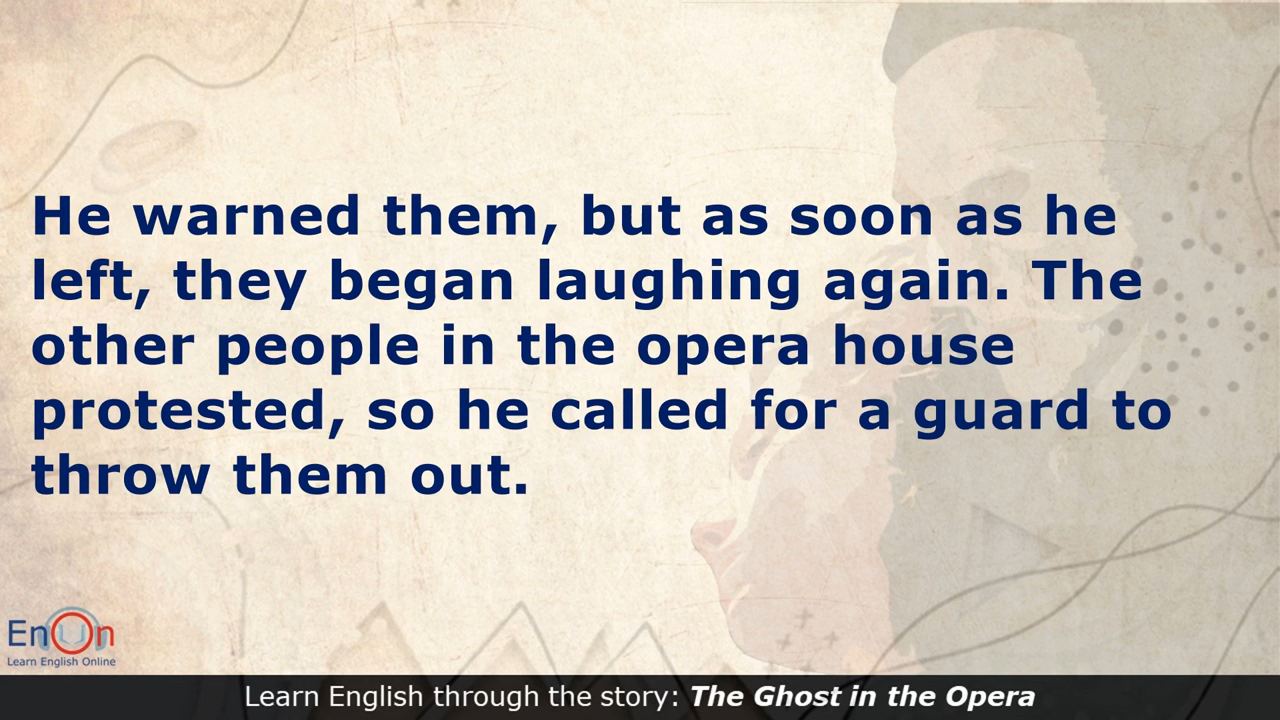 He warned them, but as soon as he
left, they began laughing again. The
other people in the opera house
protested, so he called for a guard to
throw them out.
EnOn
Learn English Online
Learn English through the story: The Ghost in the Opera